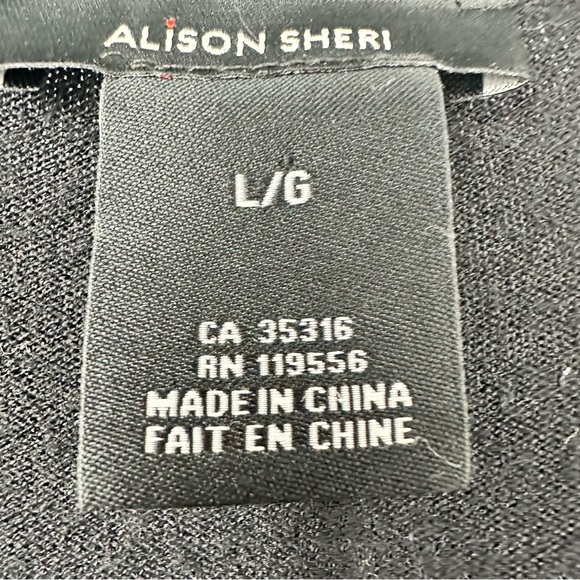 ALiSON SHERI
L/G
CA 35316
RN 119556
MADE IN CHINA
FAIT EN CHINE